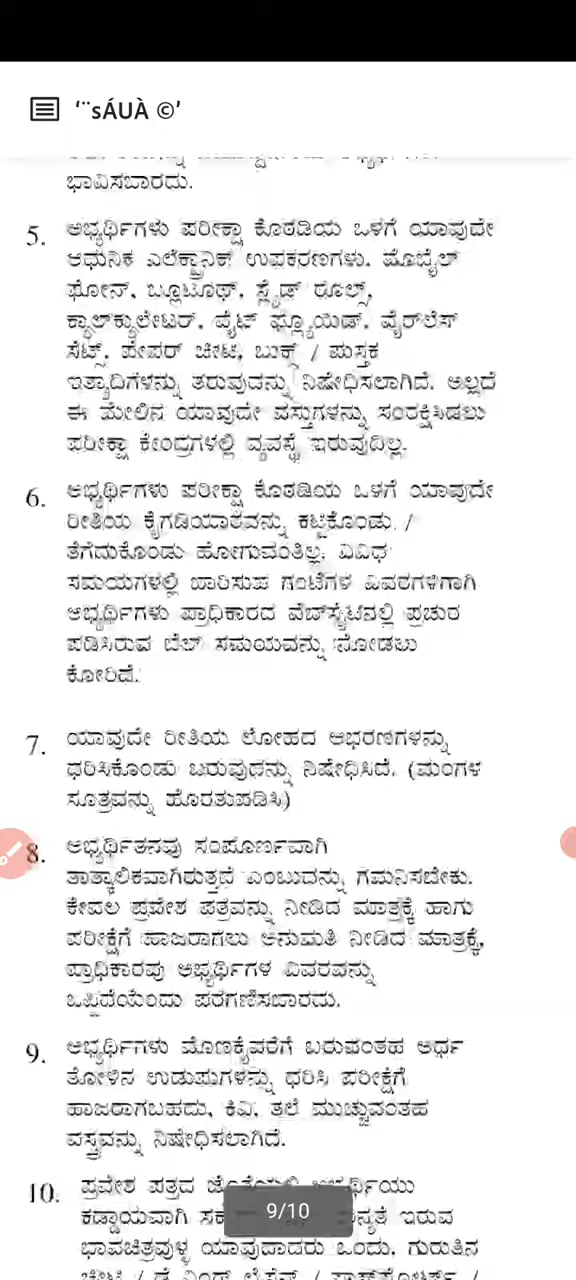 '¨sÁUÀ ©'
ಭಾವಿಸಬಾರದು.
5. ಅಭ್ಯರ್ಥಿಗಳು ಪರೀಕ್ಷಾ ಕೊಠಡಿಯ ಒಳಗೆ ಯಾವುದೇ
ಆಧುನಿಕ ಎಲೆಕ್ಟ್ರಾನಿಕ್ ಉಪಕರಣಗಳು, ಮೊಬೈಲ್
ಫೋನ್, ಬ್ಲೂಟೂಥ್, ಸ್ಲೈಡ್ ರೂಲ್ಸ್,
ಕ್ಯಾಲ್‌ಕ್ಯುಲೇಟರ್, ವೈಟ್ ಫ್ಲ್ಯೂಯಿಡ್, ವೈರ್‌ಲೆಸ್
ಸೆಟ್ಸ್, ಪೇಪರ್ ಚೀಟಿ, ಬುಕ್ಸ್ / ಪುಸ್ತಕ
ಇತ್ಯಾದಿಗಳನ್ನು ತರುವುದನ್ನು ನಿಷೇಧಿಸಲಾಗಿದೆ. ಅಲ್ಲದೆ
ಈ ಮೇಲಿನ ಯಾವುದೇ ವಸ್ತುಗಳನ್ನು ಸಂರಕ್ಷಿಸಿಡಲು
ಪರೀಕ್ಷಾ ಕೇಂದ್ರಗಳಲ್ಲಿ ವ್ಯವಸ್ಥೆ ಇರುವುದಿಲ್ಲ.
6. ಅಭ್ಯರ್ಥಿಗಳು ಪರೀಕ್ಷಾ ಕೊಠಡಿಯ ಒಳಗೆ ಯಾವುದೇ
ರೀತಿಯ ಕೈಗಡಿಯಾರವನ್ನು ಕಟ್ಟಿಕೊಂಡು /
ತೆಗೆದುಕೊಂಡು ಹೋಗುವಂತಿಲ್ಲ. ವಿವಿಧ
ಸಮಯಗಳಲ್ಲಿ ಬಾರಿಸುವ ಗಂಟೆಗಳ ವಿವರಗಳಿಗಾಗಿ
ಅಭ್ಯರ್ಥಿಗಳು ಪ್ರಾಧಿಕಾರದ ವೆಬ್‌ಸೈಟಿನಲ್ಲಿ ಪ್ರಚುರ
ಪಡಿಸಿರುವ ಬೆಲ್ ಸಮಯವನ್ನು ನೋಡಲು
ಕೋರಿದೆ.
7. ಯಾವುದೇ ರೀತಿಯ ಲೋಹದ ಆಭರಣಗಳನ್ನು
ಧರಿಸಿಕೊಂಡು ಬರುವುದನ್ನು ನಿಷೇಧಿಸಿದೆ. (ಮಂಗಳ
ಸೂತ್ರವನ್ನು ಹೊರತುಪಡಿಸಿ)
8. ಅಭ್ಯರ್ಥಿತನವು ಸಂಪೂರ್ಣವಾಗಿ
ತಾತ್ಕಾಲಿಕವಾಗಿರುತ್ತದೆ ಎಂಬುದನ್ನು ಗಮನಿಸಬೇಕು.
ಕೇವಲ ಪ್ರವೇಶ ಪತ್ರವನ್ನು ನೀಡಿದ ಮಾತ್ರಕ್ಕೆ ಹಾಗು
ಪರೀಕ್ಷೆಗೆ ಹಾಜರಾಗಲು ಅನುಮತಿ ನೀಡಿದ ಮಾತ್ರಕ್ಕೆ,
ಪ್ರಾಧಿಕಾರವು ಅಭ್ಯರ್ಥಿಗಳ ವಿವರವನ್ನು
ಒಪ್ಪಿದೆಯೆಂದು ಪರಿಗಣಿಸಬಾರದು.
9. ಅಭ್ಯರ್ಥಿಗಳು ಮೊಣಕೈವರೆಗೆ ಬರುವಂತಹ ಅರ್ಧ
ತೋಳಿನ ಉಡುಪುಗಳನ್ನು ಧರಿಸಿ ಪರೀಕ್ಷೆಗೆ
ಹಾಜರಾಗಬಹದು, ಕಿವಿ, ತಲೆ ಮುಚ್ಚುವಂತಹ
ವಸ್ತ್ರವನ್ನು ನಿಷೇಧಿಸಲಾಗಿದೆ.
10. ಪ್ರವೇಶ ಪತ್ರದ
9/10
ಕಡ್ಡಾಯವಾಗಿ ಇರುವ
ಭಾವಚಿತ್ರವುಳ್ಳ ಯಾವುದಾದರು ಒಂದು, ಗುರುತಿನ